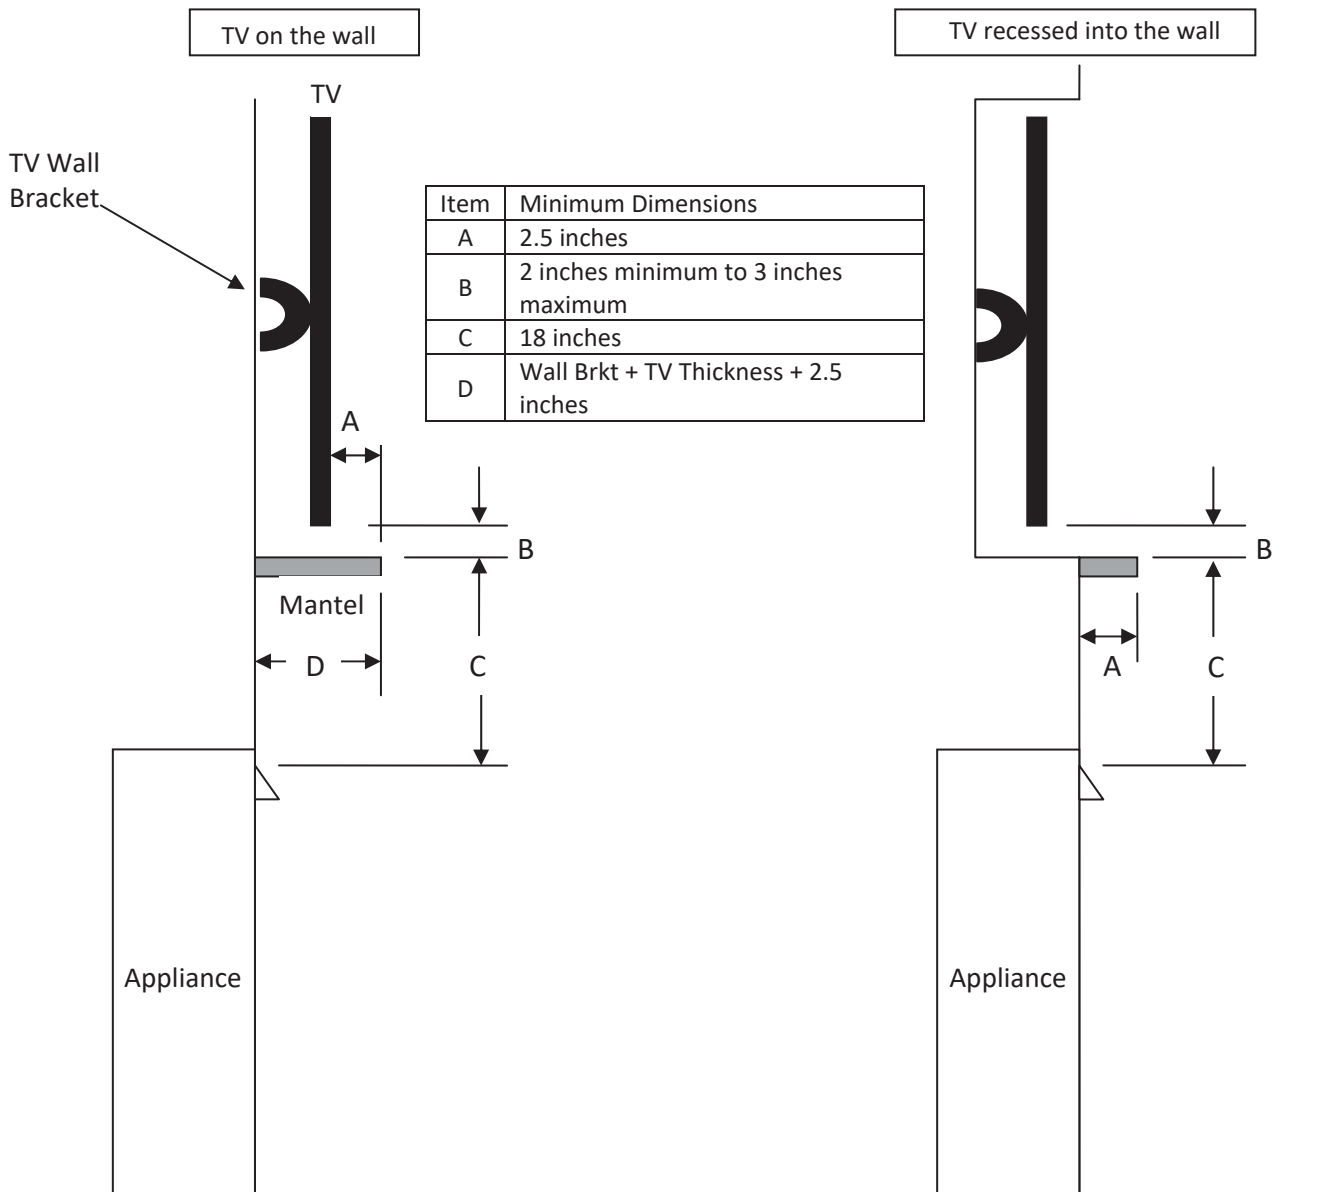 TV on the wall
TV recessed into the wall
TV
TV Wall
Bracket
Item Minimum Dimensions
A 2.5 inches
B 2 inches minimum to 3 inches
maximum
C 18 inches
D Wall Brkt + TV Thickness + 2.5
inches
A
B
B
Mantel
D
C
A
C
Appliance
Appliance